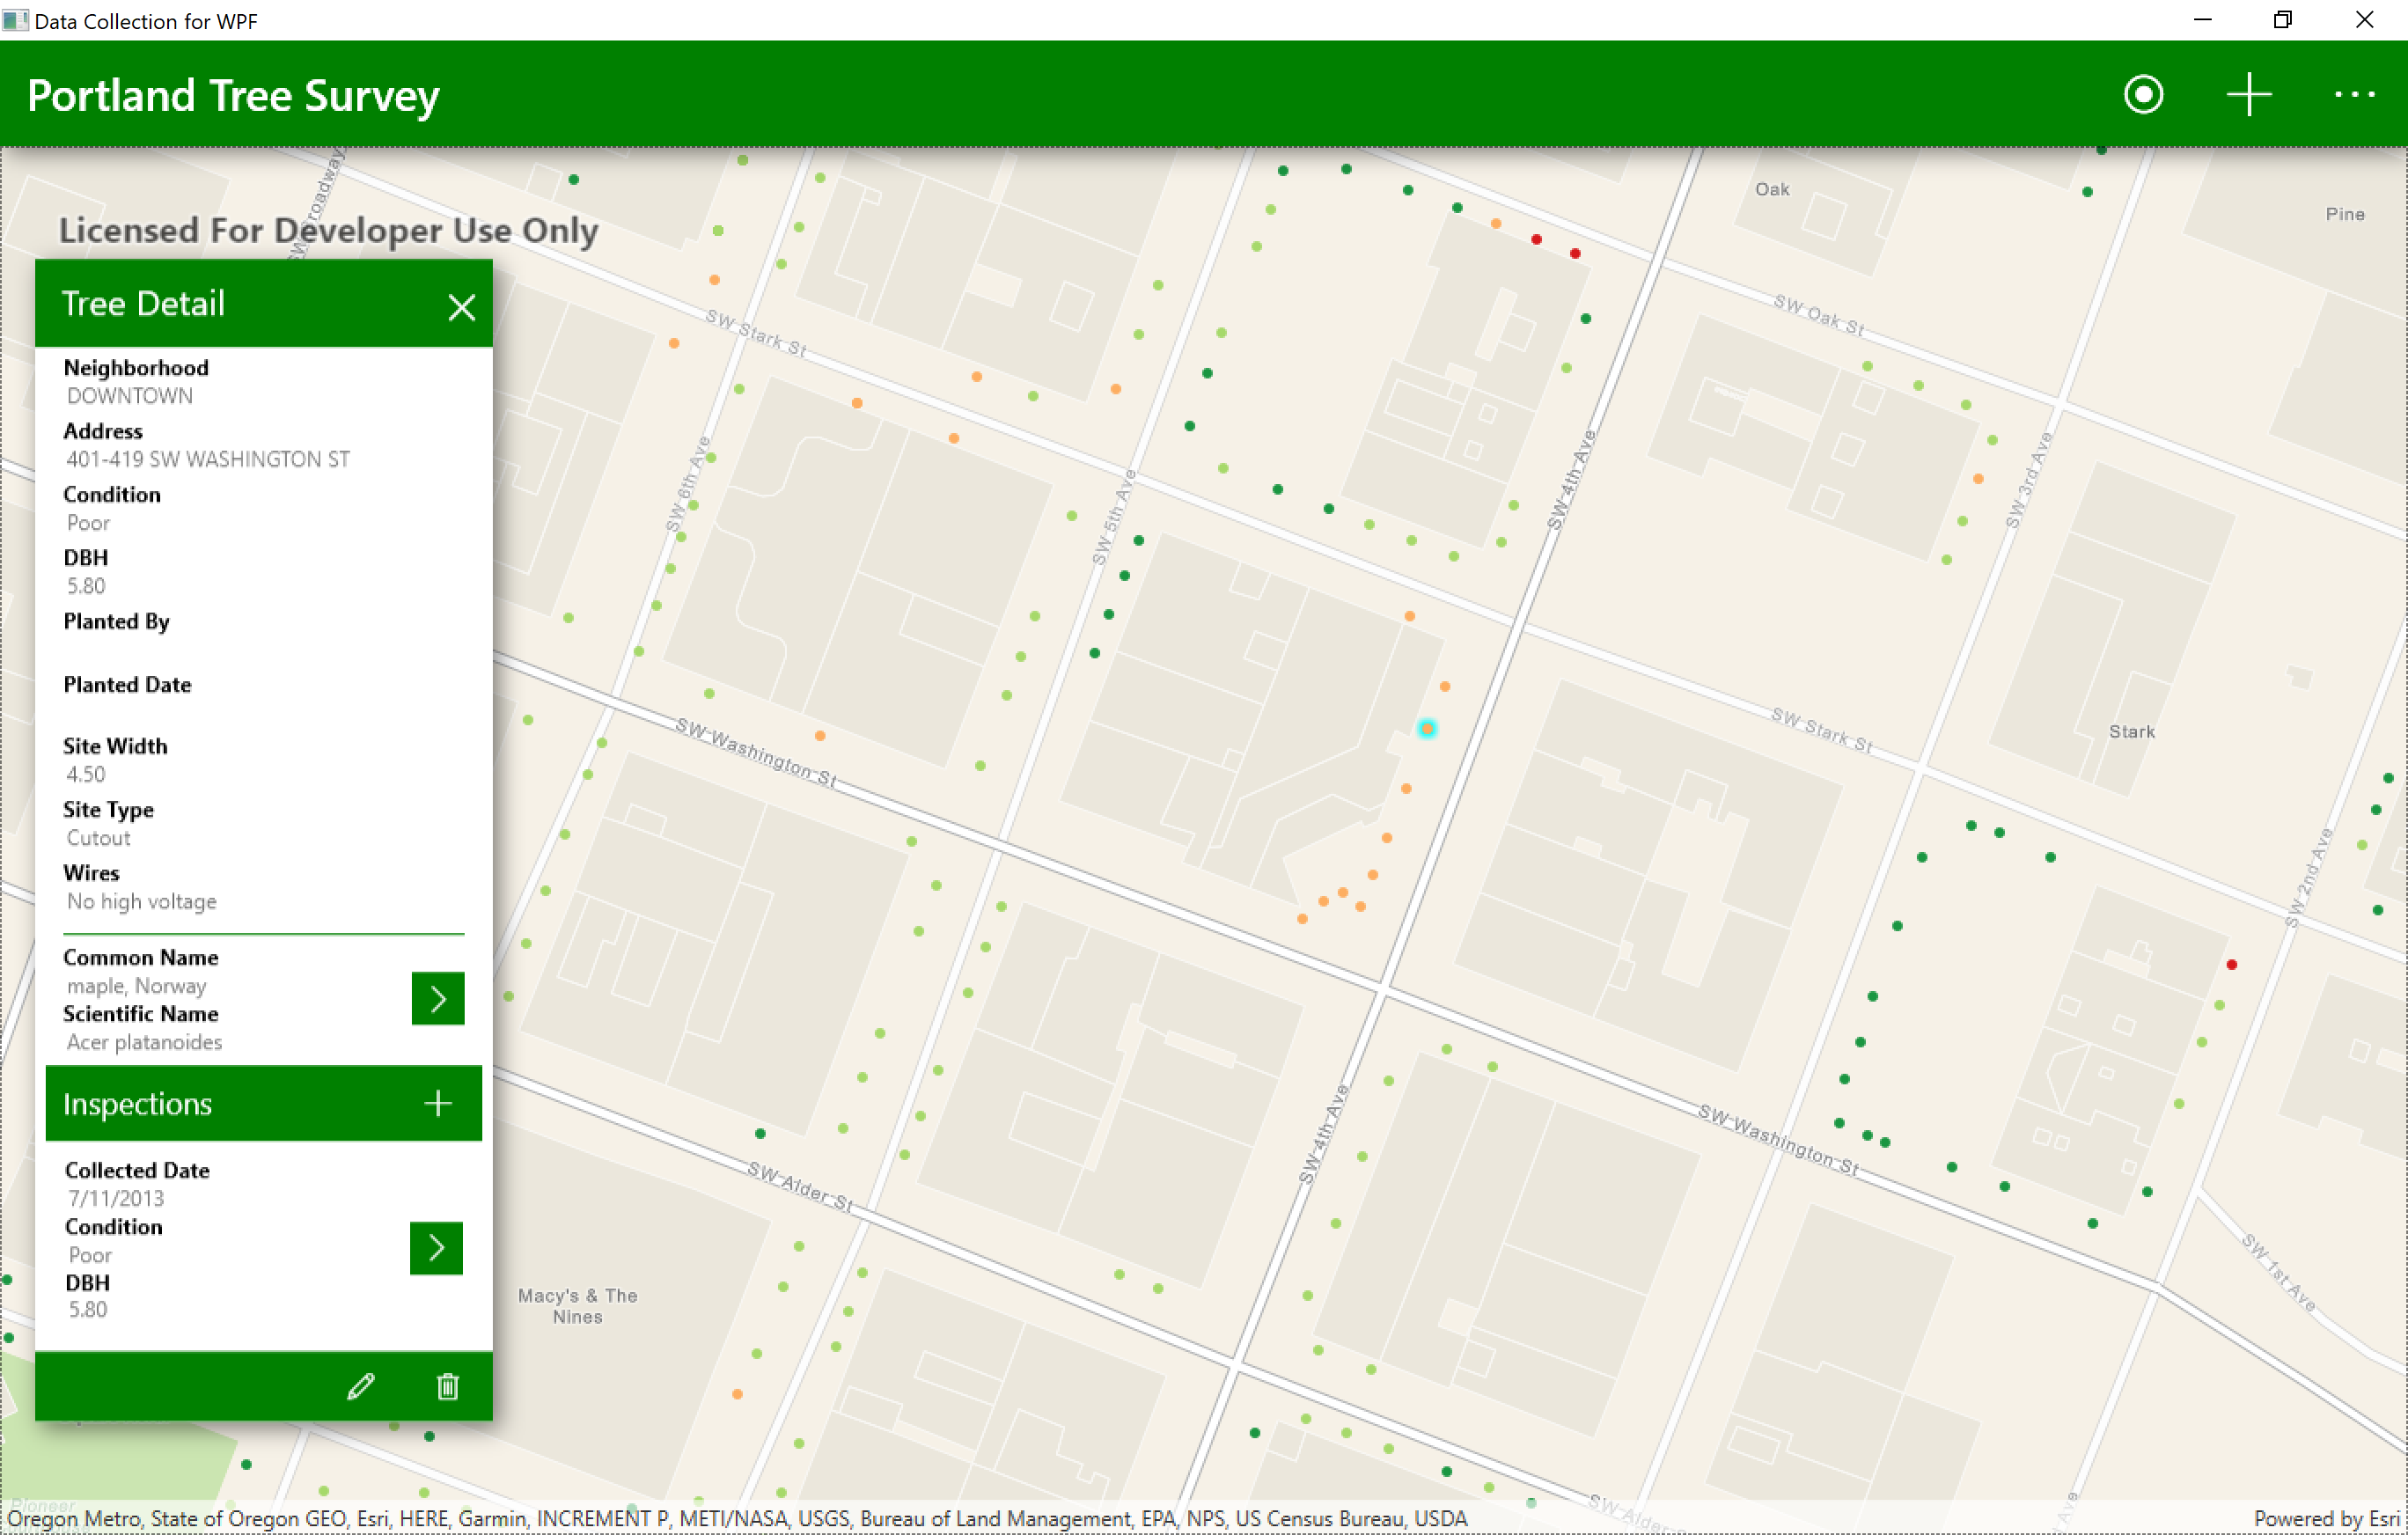 Data Collection for WPF
Portland Tree Survey
Licensed For Developer Use Only
Tree Detail
Neighborhood
DOWNTOWN
Address
401-419 SW WASHINGTON ST
Condition
Poor
DBH
5.80
Planted By
Planted Date
Site Width
4.50
Site Type
Cutout
Wires
No high voltage
Common Name
maple, Norway
Scientific Name
Acer platanoides
Inspections
Collected Date
7/11/2013
Condition
Poor
DBH
5.80
SW Broadway
Oak
Pine
SW Stark St
SW Oak St
SW 6th Ave
SW 5th Ave
SW 4th Ave
SW 3rd Ave
SW Washington St
SW Stark St
Stark
SW 2nd Ave
SW 4th Ave
SW Washington St
SW Alder St
SW 1st Ave
Macy's & The
Nines
SW Alder
Ave
Pioneer
Oregon Metro, State of Oregon GEO, Esri, HERE, Garmin, INCREMENT P, METI/NASA, USGS, Bureau of Land Management, EPA, NPS, US Census Bureau, USDA
Powered by Esri